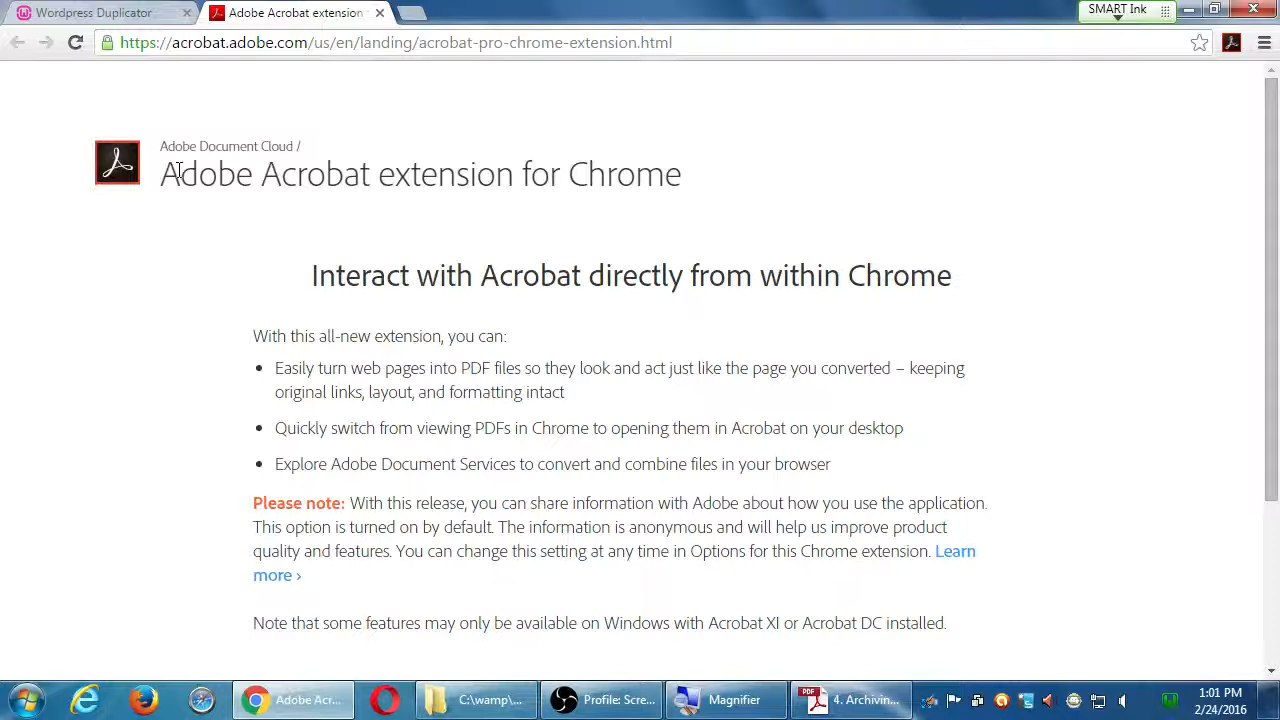 Wordpress Duplicator
Adobe Acrobat extension
SMART Ink
https://acrobat.adobe.com/us/en/landing/acrobat-pro-chrome-extension.html
Adobe Document Cloud /
Adobe Acrobat extension for Chrome
Interact with Acrobat directly from within Chrome
With this all-new extension, you can:
Easily turn web pages into PDF files so they look and act just like the page you converted – keeping
original links, layout, and formatting intact
Quickly switch from viewing PDFs in Chrome to opening them in Acrobat on your desktop
Explore Adobe Document Services to convert and combine files in your browser
Please note: With this release, you can share information with Adobe about how you use the application.
This option is turned on by default. The information is anonymous and will help us improve product
quality and features. You can change this setting at any time in Options for this Chrome extension. Learn
more ›
Note that some features may only be available on Windows with Acrobat XI or Acrobat DC installed.
Adobe Acr...
C:\wamp\...
Profile: Scre...
Magnifier
PDF
4. Archivin...
1:01 PM
2/24/2016